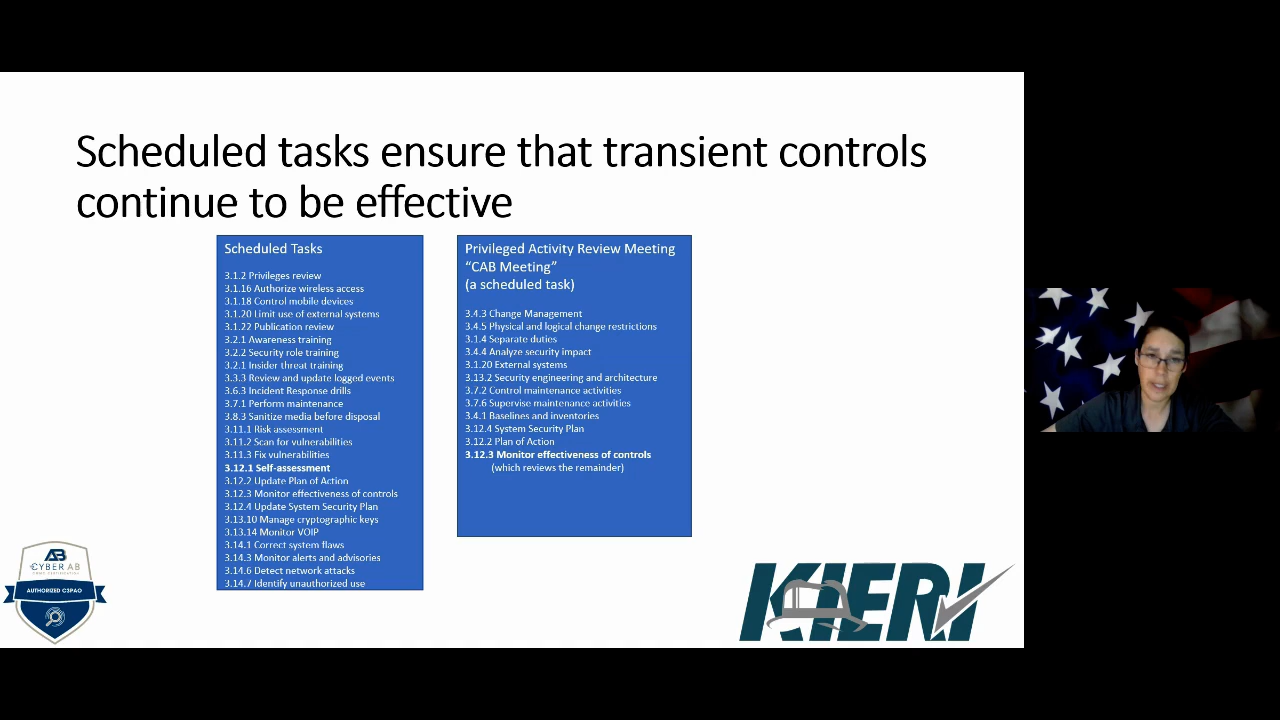 Scheduled tasks ensure that transient controls
continue to be effective
Scheduled Tasks
3.1.2 Privileges review
3.1.16 Authorize wireless access
3.1.18 Control mobile devices
3.1.20 Limit use of external systems
3.1.22 Publication review
3.2.1 Awareness training
3.2.2 Security role training
3.2.1 Insider threat training
3.3.3 Review and update logged events
3.6.3 Incident Response drills
3.7.1 Perform maintenance
3.8.3 Sanitize media before disposal
3.11.1 Risk assessment
3.11.2 Scan for vulnerabilities
3.11.3 Fix vulnerabilities
3.12.1 Self-assessment
3.12.2 Update Plan of Action
3.12.3 Monitor effectiveness of controls
3.12.4 Update System Security Plan
3.13.10 Manage cryptographic keys
3.13.14 Monitor VOIP
3.14.1 Correct system flaws
3.14.3 Monitor alerts and advisories
3.14.6 Detect network attacks
3.14.7 Identify unauthorized use
Privileged Activity Review Meeting
“CAB Meeting”
(a scheduled task)
3.4.3 Change Management
3.4.5 Physical and logical change restrictions
3.1.4 Separate duties
3.4.4 Analyze security impact
3.1.20 External systems
3.13.2 Security engineering and architecture
3.7.2 Control maintenance activities
3.7.6 Supervise maintenance activities
3.4.1 Baselines and inventories
3.12.4 System Security Plan
3.12.2 Plan of Action
3.12.3 Monitor effectiveness of controls
(which reviews the remainder)
AB
CYBER AB
AUTHORIZED C3PAO
KIERI